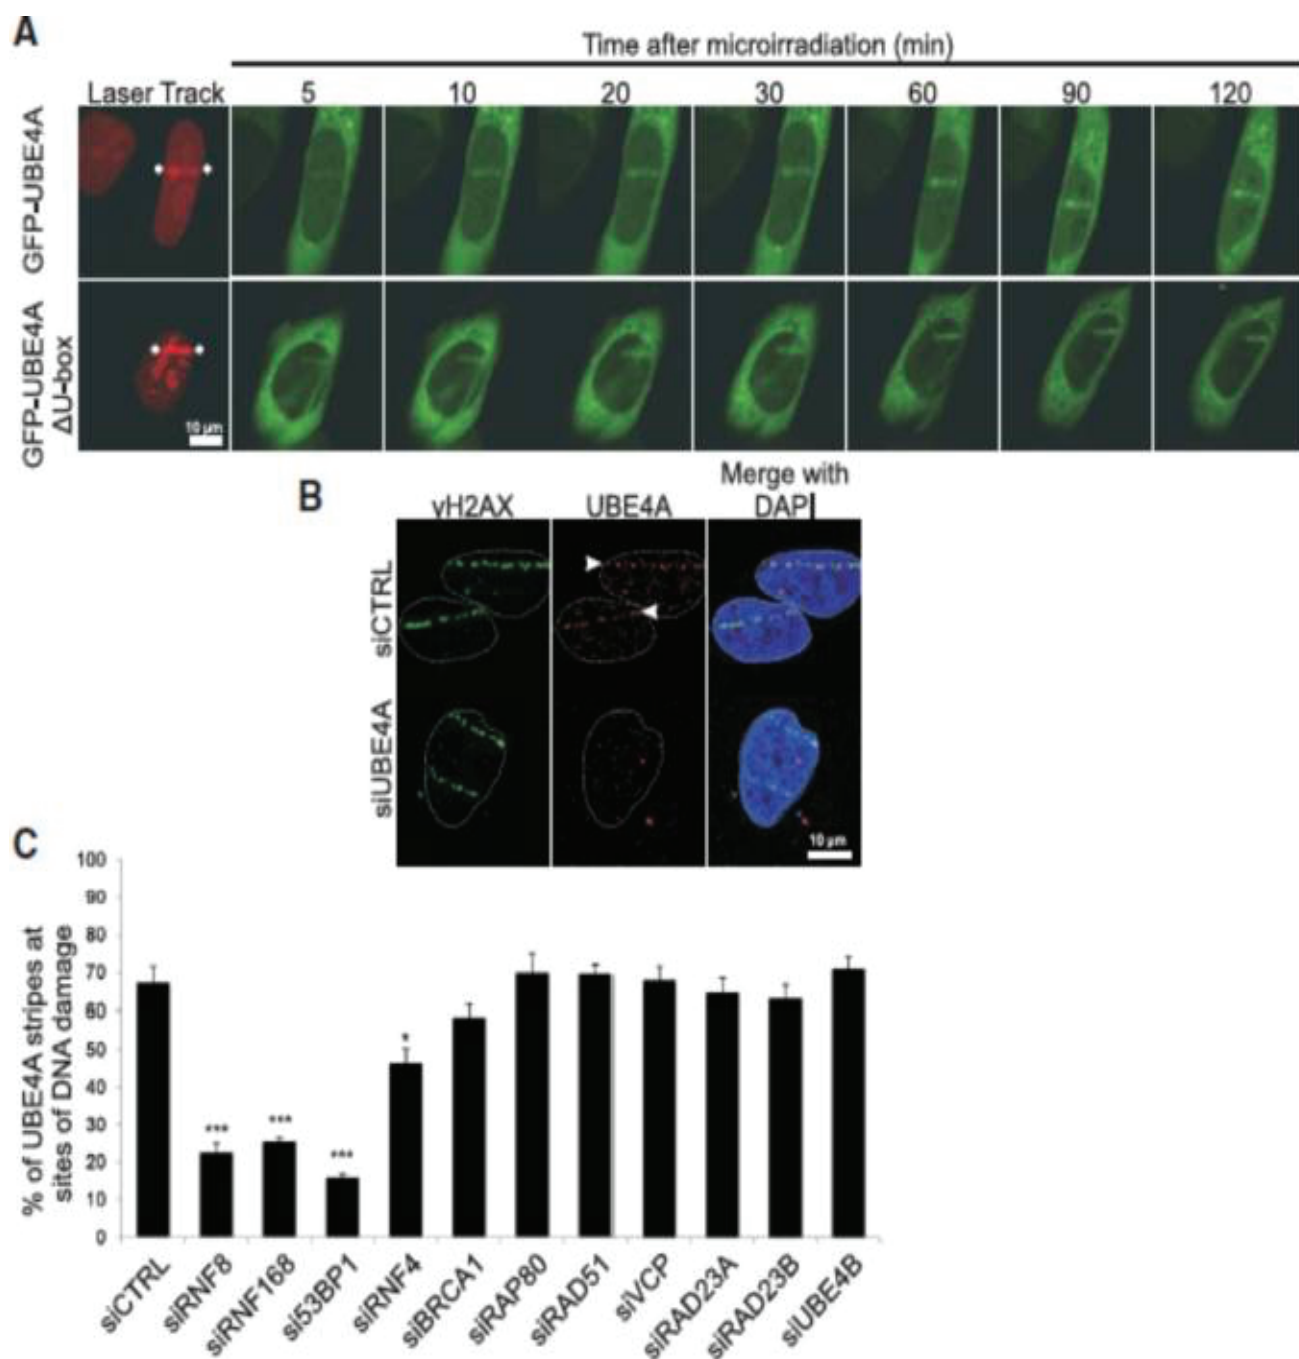 A
Time after microirradiation (min)
Laser Track 5 10 20 30 60 90 120
GFP-UBE4A
GFP-UBE4A
ΔU-box
10 µm
B
γH2AX UBE4A Merge with
DAPI
siCTRL
siUBE4A
10 µm
C
% of UBE4A stripes at
sites of DNA damage
100
90
80
70
60
50
40
30
20
10
0
***
***
***
*
siCTRL siRNF8 siRNF168 si53BP1 siRNF4 siBRCA1 siRAP80 siRAD51 siVCP siRAD23A siRAD23B siUBE4B